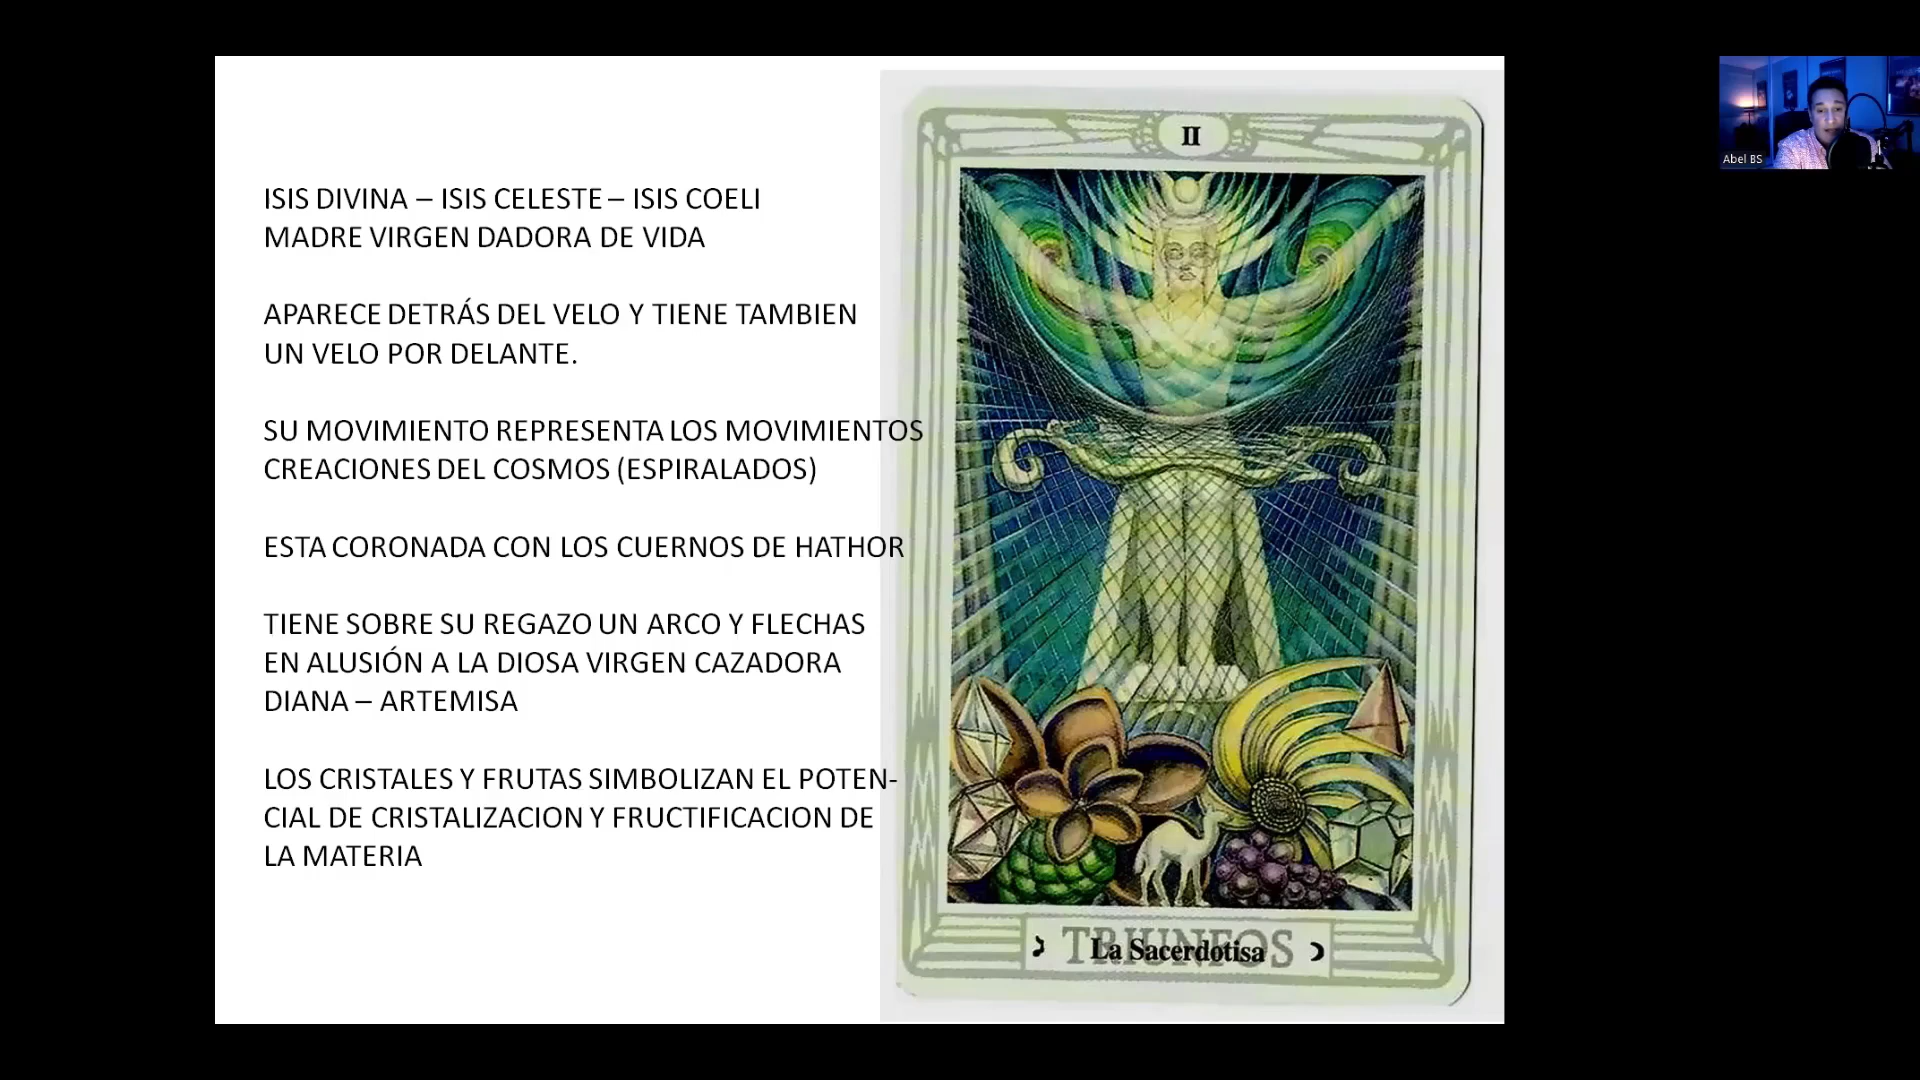 ISIS DIVINA – ISIS CELESTE – ISIS COELI
MADRE VIRGEN DADORA DE VIDA
APARECE DETRÁS DEL VELO Y TIENE TAMBIEN
UN VELO POR DELANTE.
SU MOVIMIENTO REPRESENTA LOS MOVIMIENTOS
CREACIONES DEL COSMOS (ESPIRALADOS)
ESTA CORONADA CON LOS CUERNOS DE HATHOR
TIENE SOBRE SU REGAZO UN ARCO Y FLECHAS
EN ALUSIÓN A LA DIOSA VIRGEN CAZADORA
DIANA – ARTEMISA
LOS CRISTALES Y FRUTAS SIMBOLIZAN EL POTEN-
CIAL DE CRISTALIZACION Y FRUCTIFICACION DE
LA MATERIA
II
TRIUNFOS
La Sacerdotisa
Abel BS